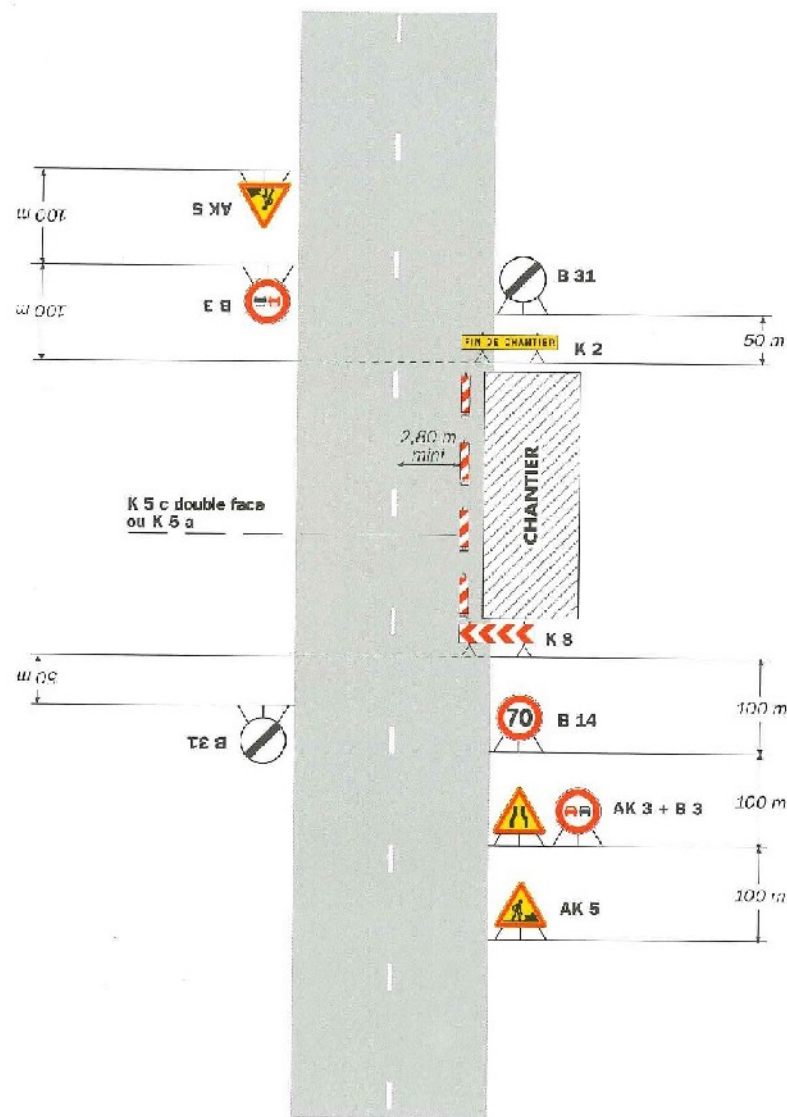 100 m
AK 5
100 m
B 3
B 31
FIN DE CHANTIER
K 2
50 m
2,80 m
mini
CHANTIER
K 5 c double face
ou K 5 a
K 8
50 m
B 31
70
B 14
100 m
AK 3 + B 3
100 m
AK 5
100 m